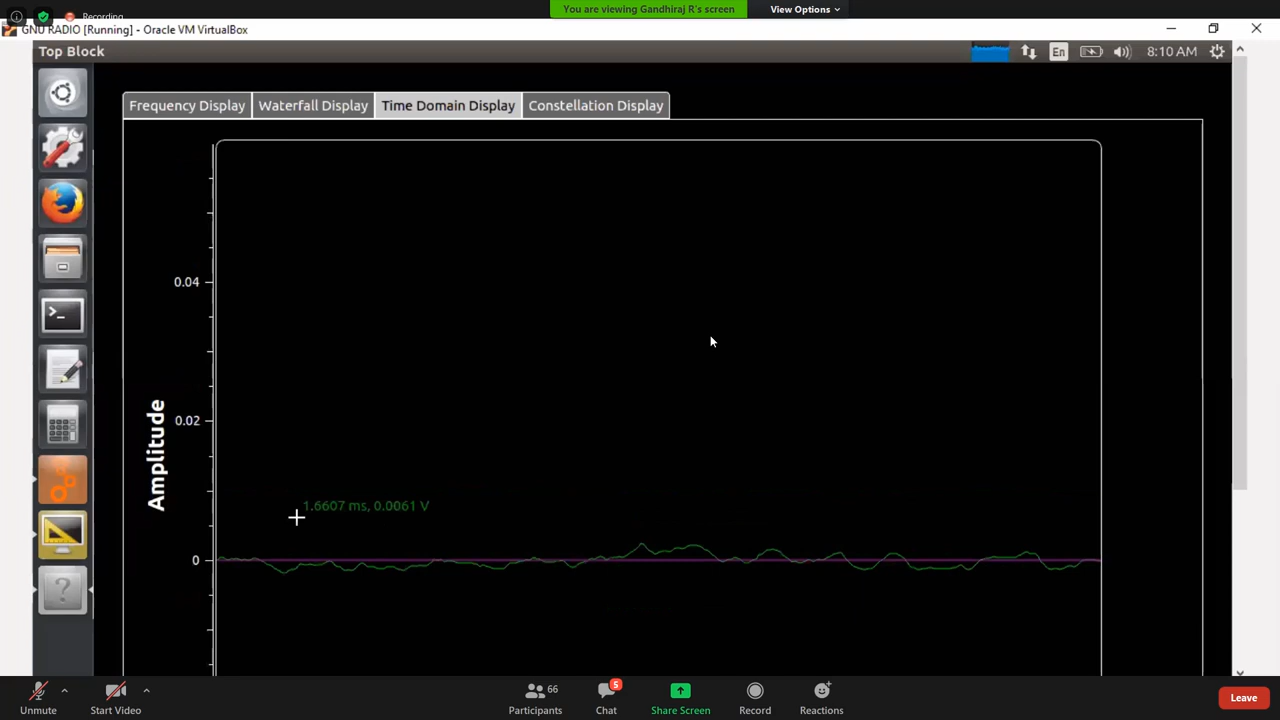 Recording
You are viewing Gandhiraj R's screen
View Options
GNU RADIO [Running] - Oracle VM VirtualBox
Top Block
En
8:10 AM
Frequency Display
Waterfall Display
Time Domain Display
Constellation Display
0.04
0.02
0
Amplitude
1.6607 ms, 0.0061 V
Unmute
Start Video
66
Participants
5
Chat
Share Screen
Record
Reactions
Leave